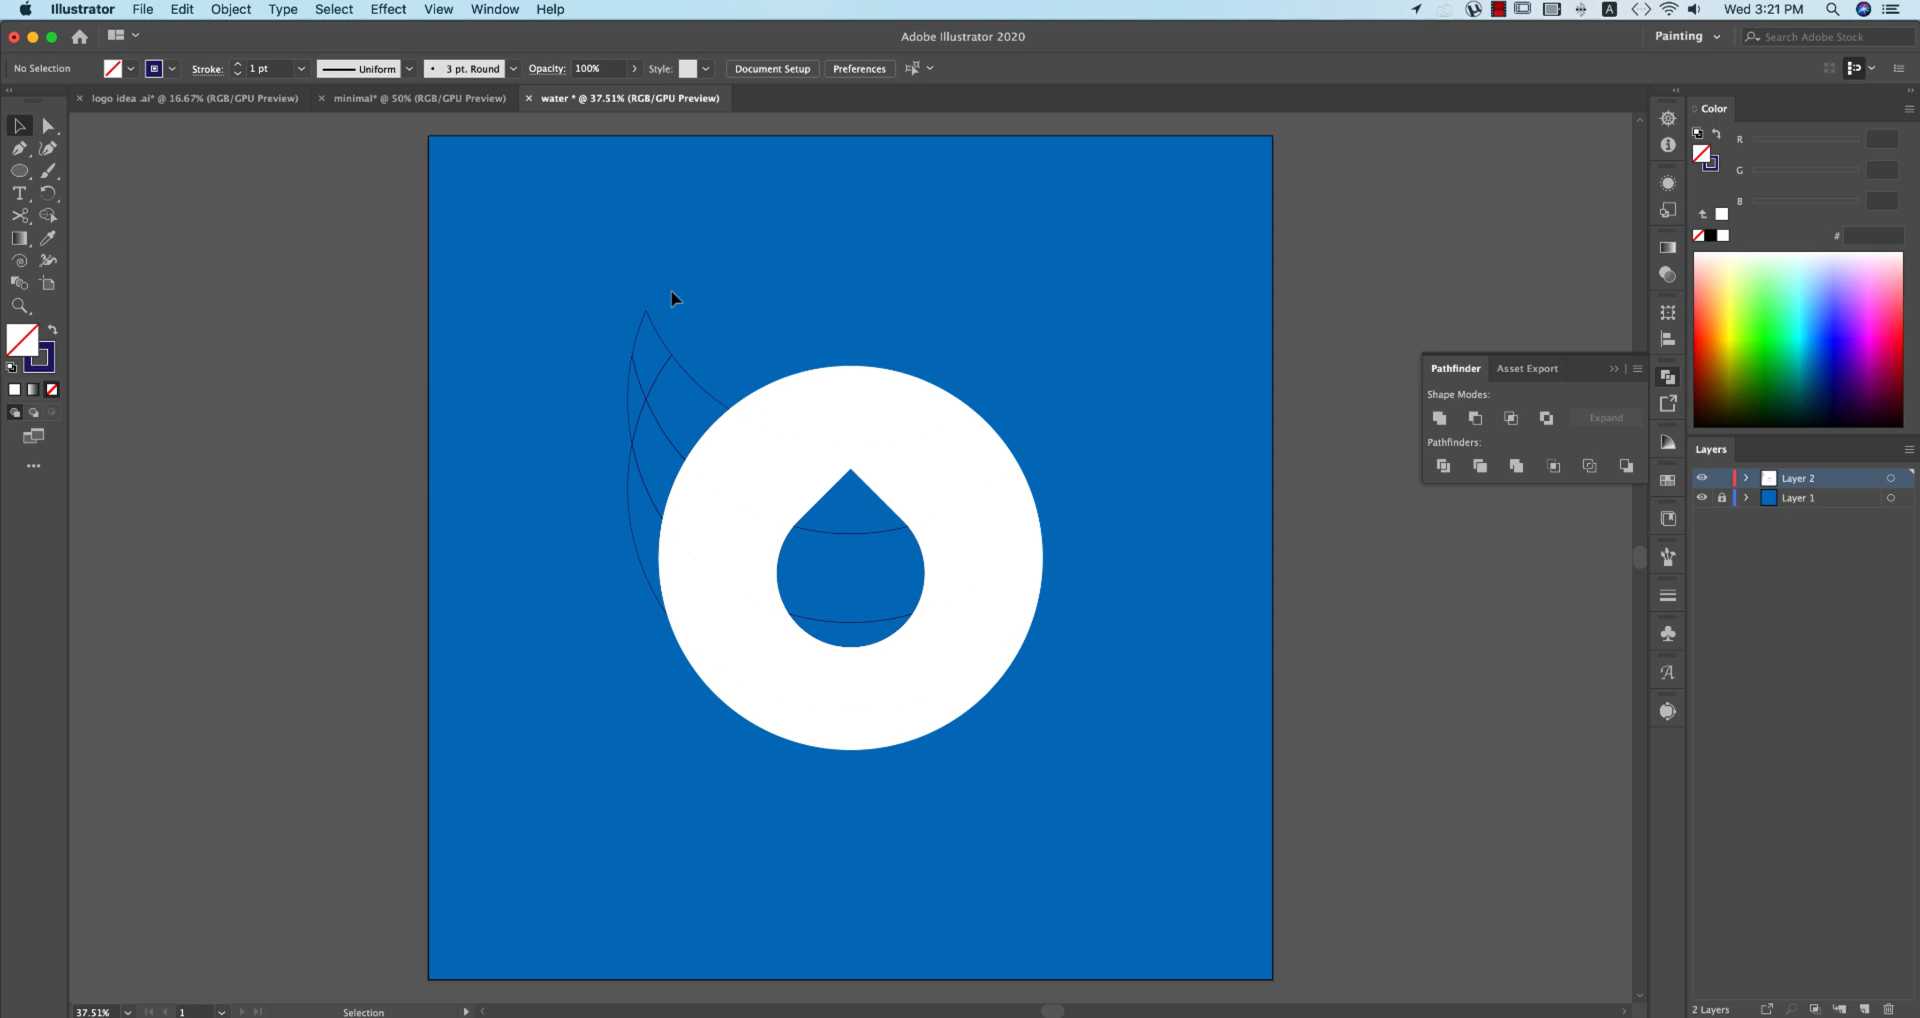 Illustrator File Edit Object Type Select Effect View Window Help
A
Wed 3:21 PM
Adobe Illustrator 2020
Painting
Search Adobe Stock
No Selection
Stroke: 1 pt
Uniform
3 pt. Round
Opacity: 100%
Style:
Document Setup
Preferences
logo idea .ai* @ 16.67% (RGB/GPU Preview)
minimal* @ 50% (RGB/GPU Preview)
water * @ 37.51% (RGB/GPU Preview)
Color
R
G
B
#
Pathfinder Asset Export
Shape Modes:
Expand
Pathfinders:
Layers
Layer 2
Layer 1
37.51%
1
Selection
2 Layers